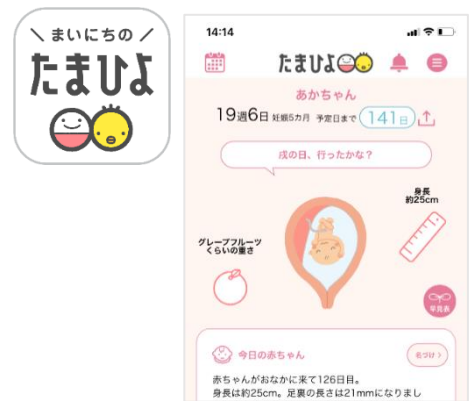 まいにちの
たまひよ
14:14
たまひよ
あかちゃん
19週6日 妊娠5カ月 予定日まで 141日
戌の日、行ったかな？
身長
約25cm
グレープフルーツ
くらいの重さ
早見表
今日の赤ちゃん
名づけ >
赤ちゃんがおなかに来て126日目。
身長は約25cm。足裏の長さは21mmになりまし